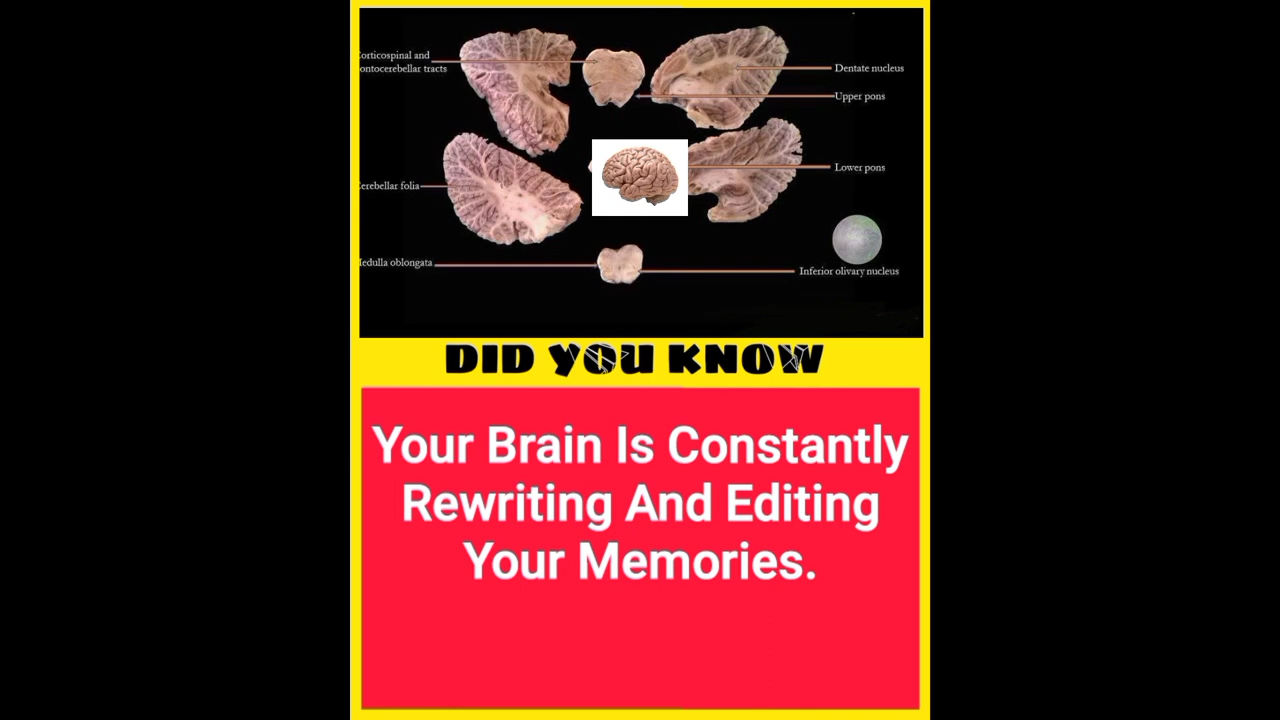 orticospinal and
ontocerebellar tracts
Dentate nucleus
Upper pons
Lower pons
erebellar folia
edulla oblongata
Inferior olivary nucleus
DID YOU KNOW
Your Brain Is Constantly
Rewriting And Editing
Your Memories.